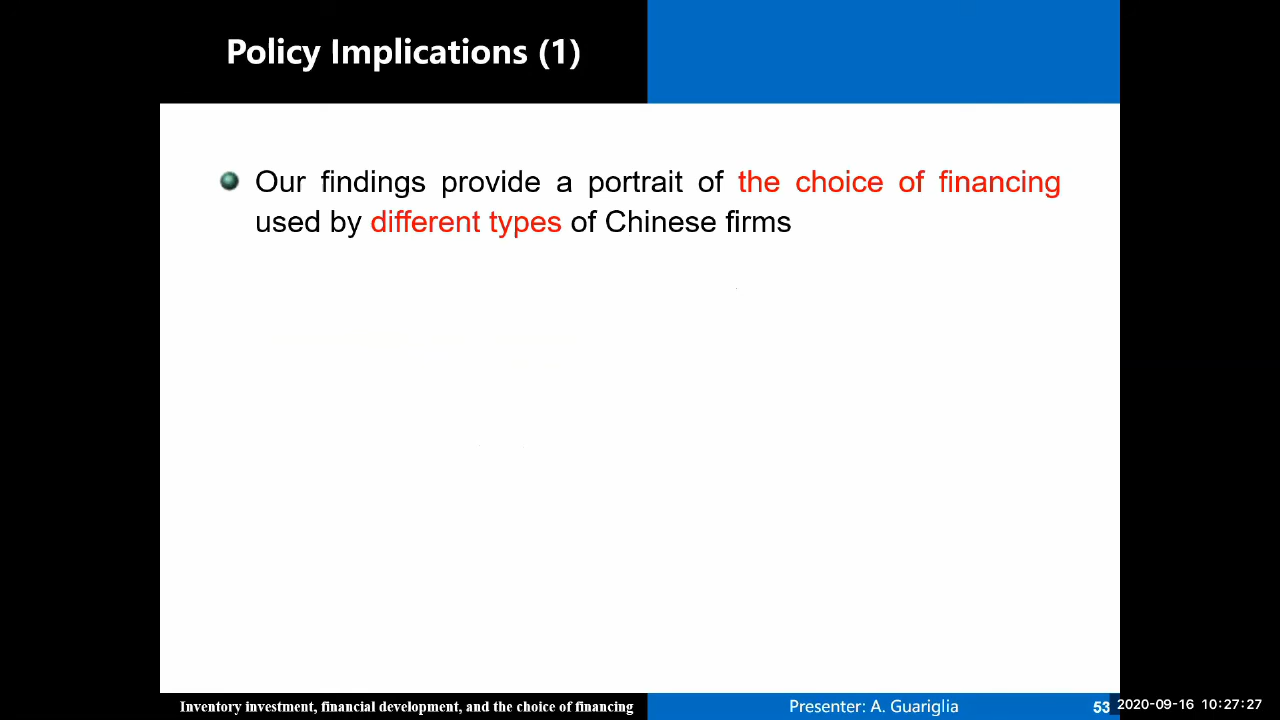 Policy Implications (1)
Our findings provide a portrait of the choice of financing
used by different types of Chinese firms
Inventory investment, financial development, and the choice of financing
Presenter: A. Guariglia
53
2020-09-16 10:27:27